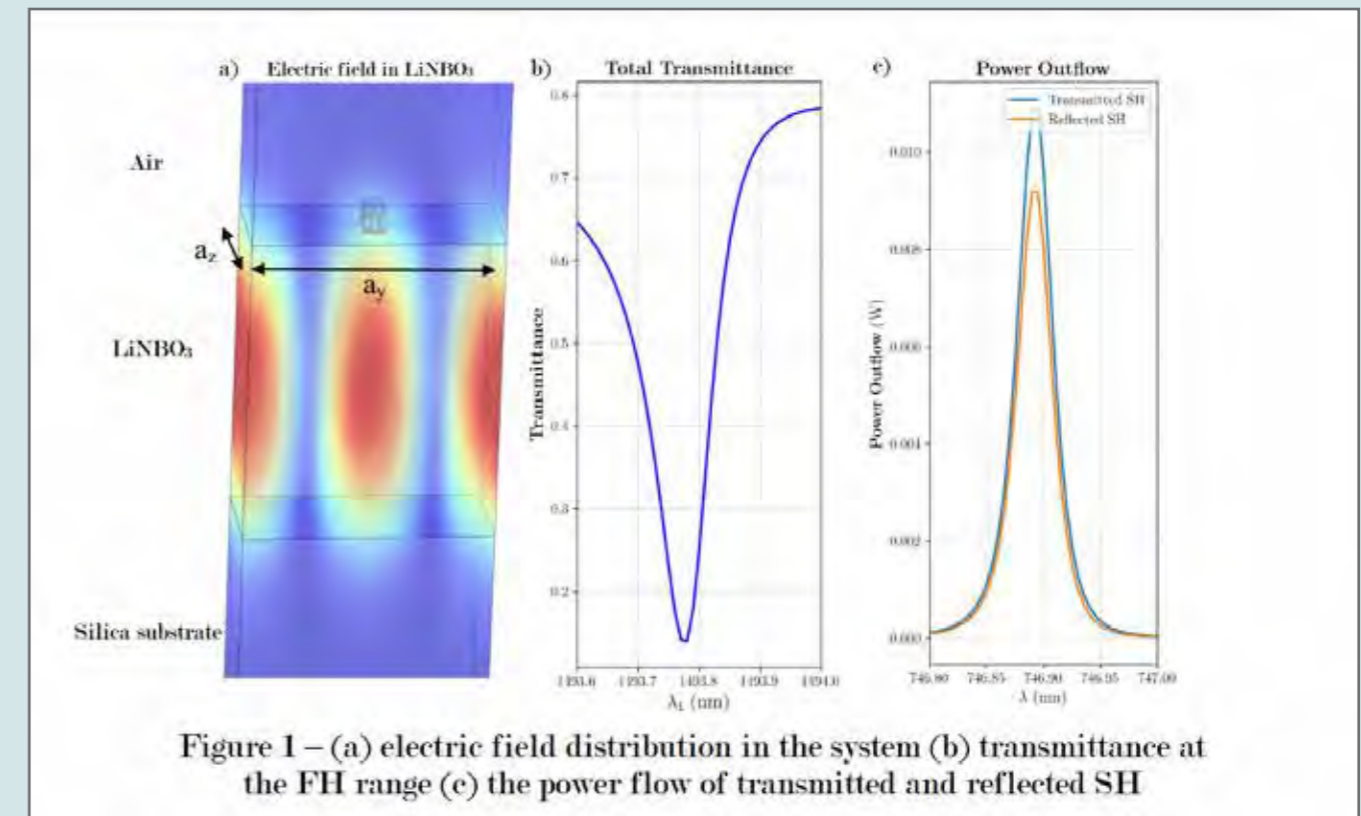 a) Electric field in LiNBO₃
Air
a_z
a_y
LiNBO₃
Silica substrate
b) Total Transmittance
0.8
0.7
0.6
0.5
0.4
0.3
0.2
Transmittance
1493.6 1493.7 1493.8 1493.9 1494.0
λ₁ (nm)
c) Power Outflow
Transmitted SH
Reflected SH
0.010
0.008
0.006
0.004
0.002
0.000
Power Outflow (W)
746.80 746.85 746.90 746.95 747.00
λ (nm)
Figure 1 – (a) electric field distribution in the system (b) transmittance at
the FH range (c) the power flow of transmitted and reflected SH